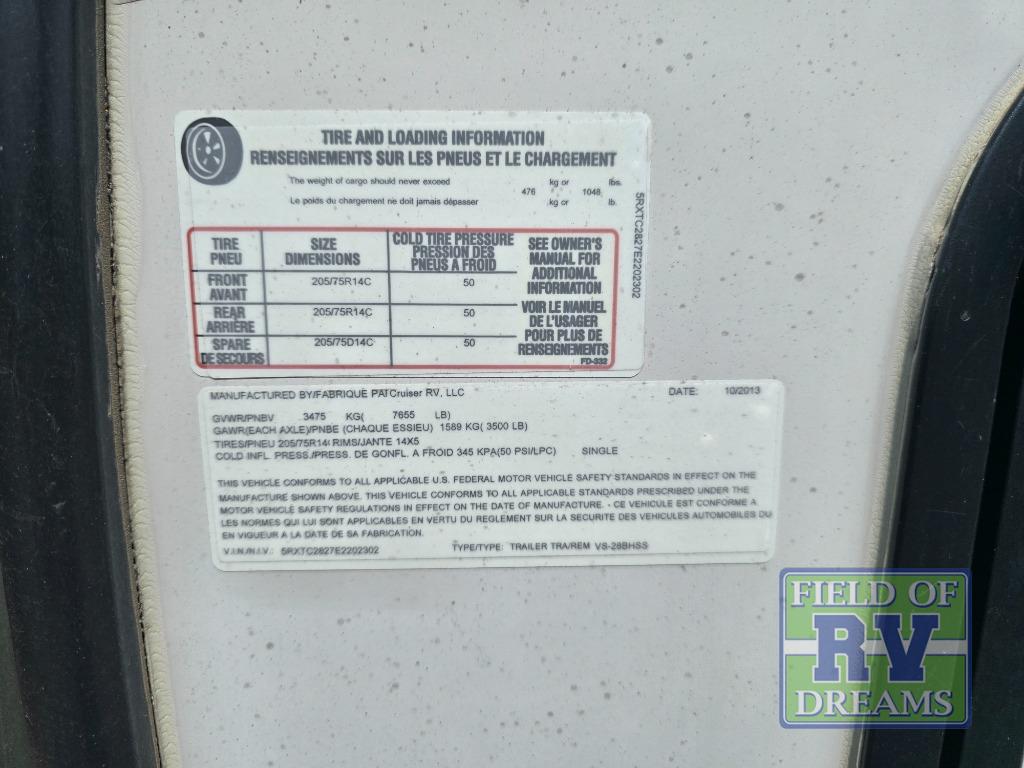 TIRE AND LOADING INFORMATION
RENSEIGNEMENTS SUR LES PNEUS ET LE CHARGEMENT
The weight of cargo should never exceed 476 kg or 1048 lbs.
Le poids du chargement ne doit jamais dépasser kg or lb.
5RXTC2827E2202302
TIRE PNEU
SIZE DIMENSIONS
COLD TIRE PRESSURE PRESSION DES PNEUS A FROID
SEE OWNER'S MANUAL FOR ADDITIONAL INFORMATION
FRONT AVANT 205/75R14C 50
REAR ARRIÈRE 205/75R14C 50
SPARE DE SECOURS 205/75D14C 50
VOIR LE MANUEL DE L'USAGER POUR PLUS DE RENSEIGNEMENTS
FD-332
MANUFACTURED BY/FABRIQUE PAR Cruiser RV, LLC DATE: 10/2013
GVWR/PNBV 3475 KG( 7655 LB)
GAWR(EACH AXLE)/PNBE (CHAQUE ESSIEU) 1589 KG( 3500 LB)
TIRES/PNEU 205/75R14( RIMS/JANTE 14X5
COLD INFL. PRESS./PRESS. DE GONFL. A FROID 345 KPA(50 PSI/LPC) SINGLE
THIS VEHICLE CONFORMS TO ALL APPLICABLE U.S. FEDERAL MOTOR VEHICLE SAFETY STANDARDS IN EFFECT ON THE
MANUFACTURE SHOWN ABOVE. THIS VEHICLE CONFORMS TO ALL APPLICABLE STANDARDS PRESCRIBED UNDER THE
MOTOR VEHICLE SAFETY REGULATIONS IN EFFECT ON THE DATE OF MANUFACTURE. - CE VEHICULE EST CONFORME A
LES NORMES QUI LUI SONT APPLICABLES EN VERTU DU REGLEMENT SUR LA SECURITE DES VEHICULES AUTOMOBILES DU
EN VIGUEUR A LA DATE DE SA FABRICATION.
V.I.N./N.I.V.: 5RXTC2827E2202302 TYPE/TYPE: TRAILER TRA/REM VS-28BHSS
FIELD OF
RV
DREAMS